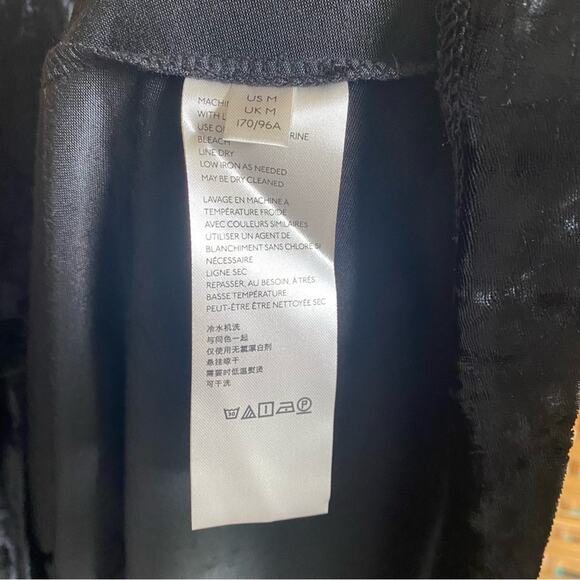 US M
UK M
170/96A
MACHI
WITH L
USE O RINE
BLEACH
LINE DRY
LOW IRON AS NEEDED
MAY BE DRY CLEANED
LAVAGE EN MACHINE À
TEMPÉRATURE FROIDE
AVEC COULEURS SIMILAIRES
UTILISER UN AGENT DE
BLANCHIMENT SANS CHLORE SI
NÉCESSAIRE
LIGNE SEC
REPASSER, AU BESOIN, À TRÈS
BASSE TEMPÉRATURE
PEUT-ÊTRE ÊTRE NETTOYÉE SEC
冷水机洗
与同色一起
仅使用无氯漂白剂
悬挂晾干
需要时低温熨烫
可干洗
30 P